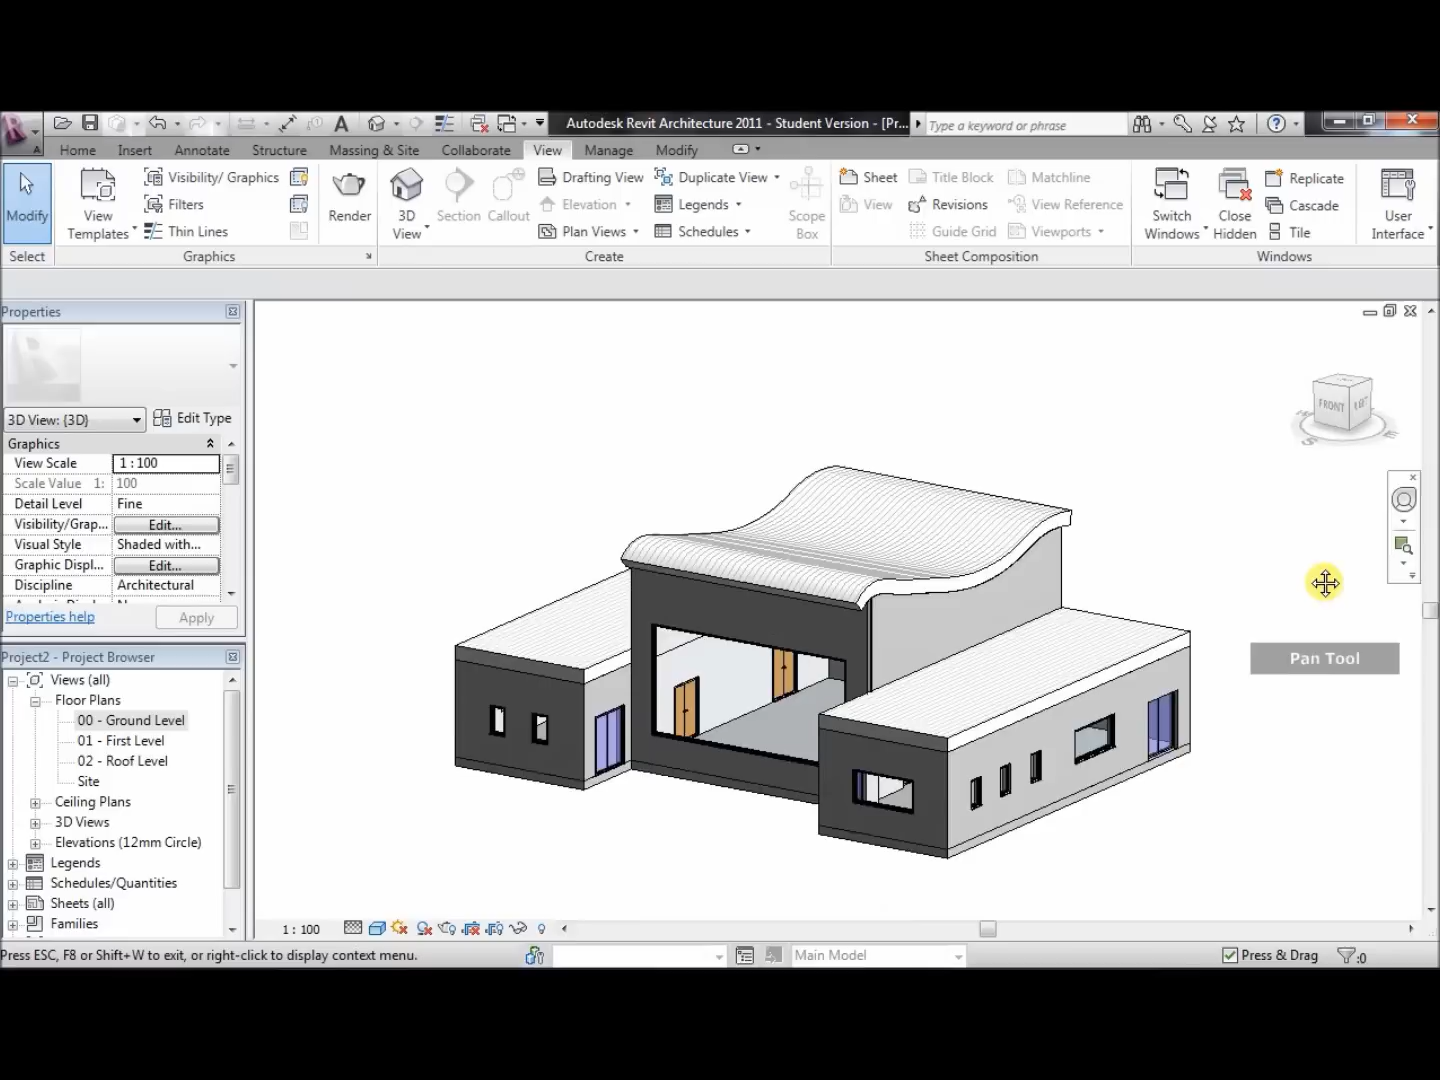 Autodesk Revit Architecture 2011 - Student Version - [Pr...
Type a keyword or phrase
Home Insert Annotate Structure Massing & Site Collaborate View Manage Modify
Modify
View
Templates
Visibility/ Graphics
Filters
Thin Lines
Render
3D
View
Section
Callout
Drafting View
Elevation
Plan Views
Duplicate View
Legends
Schedules
Scope
Box
Sheet
View
Title Block
Revisions
Guide Grid
Matchline
View Reference
Viewports
Switch
Windows
Close
Hidden
Replicate
Cascade
Tile
User
Interface
Select Graphics Create Sheet Composition Windows
Properties
3D View: {3D}
Edit Type
Graphics
View Scale 1 : 100
Scale Value 1: 100
Detail Level Fine
Visibility/Grap... Edit...
Visual Style Shaded with...
Graphic Displ... Edit...
Discipline Architectural
Properties help
Apply
Project2 - Project Browser
Views (all)
Floor Plans
00 - Ground Level
01 - First Level
02 - Roof Level
Site
Ceiling Plans
3D Views
Elevations (12mm Circle)
Legends
Schedules/Quantities
Sheets (all)
Families
FRONT
S
E
Pan Tool
1 : 100
Press ESC, F8 or Shift+W to exit, or right-click to display context menu.
Main Model
Press & Drag
:0